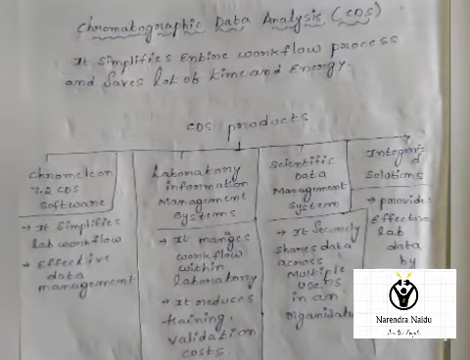 Chromatographic Data Analysis (CDS)
It Simplifies Entire workflow process
and Saves lot of time and Energy.
CDS products
Chromeleon
7.2 CDS
Software
→ It Simplifies
lab workflow
→ Effective
data
management
Laboratory
information
Management
Systems
→ It manges
workflow
within
laboratory
→ It reduces
training,
validation
costs.
Scientific
Data
Management
System
→ It Securely
Shares data
across
Multiple
users
in an
Integr
d
Solutions
→ provides
Effective
lab
data
by
Narendra Naidu